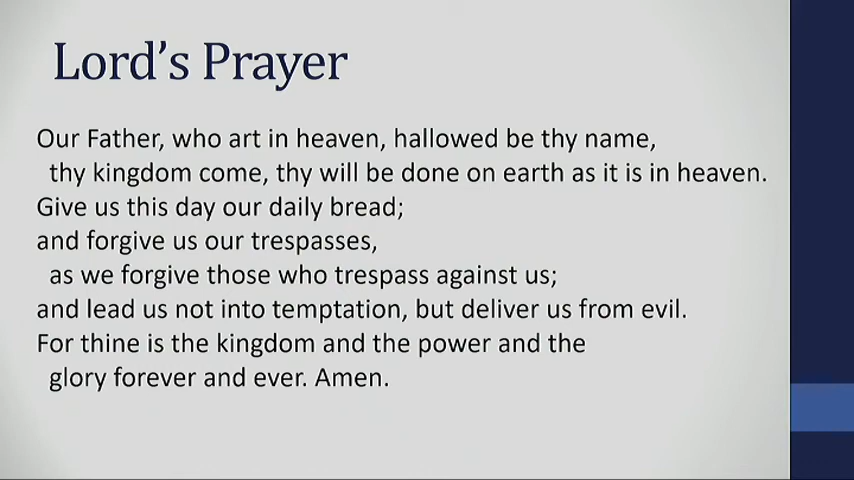 Lord’s Prayer
Our Father, who art in heaven, hallowed be thy name,
thy kingdom come, thy will be done on earth as it is in heaven.
Give us this day our daily bread;
and forgive us our trespasses,
as we forgive those who trespass against us;
and lead us not into temptation, but deliver us from evil.
For thine is the kingdom and the power and the
glory forever and ever. Amen.